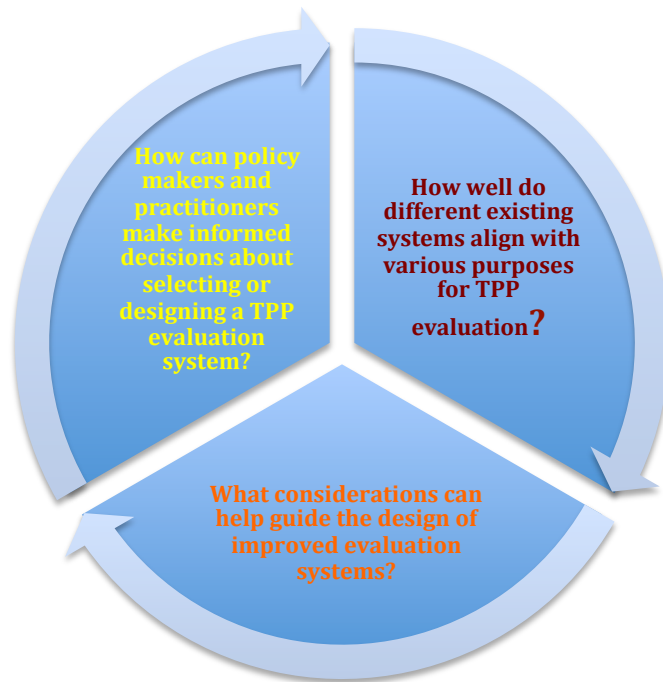 How can policy
makers and
practitioners
make informed
decisions about
selecting or
designing a TPP
evaluation
system?
How well do
different existing
systems align with
various purposes
for TPP
evaluation?
What considerations can
help guide the design of
improved evaluation
systems?